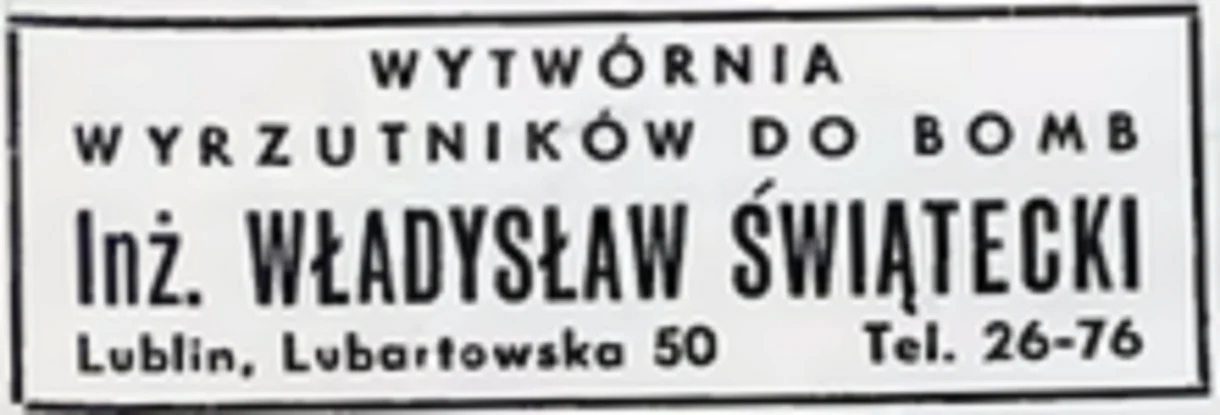 WYTWÓRNIA
WYRZUTNIKÓW DO BOMB
Inż. WŁADYSŁAW ŚWIĄTECKI
Lublin, Lubartowska 50 Tel. 26-76